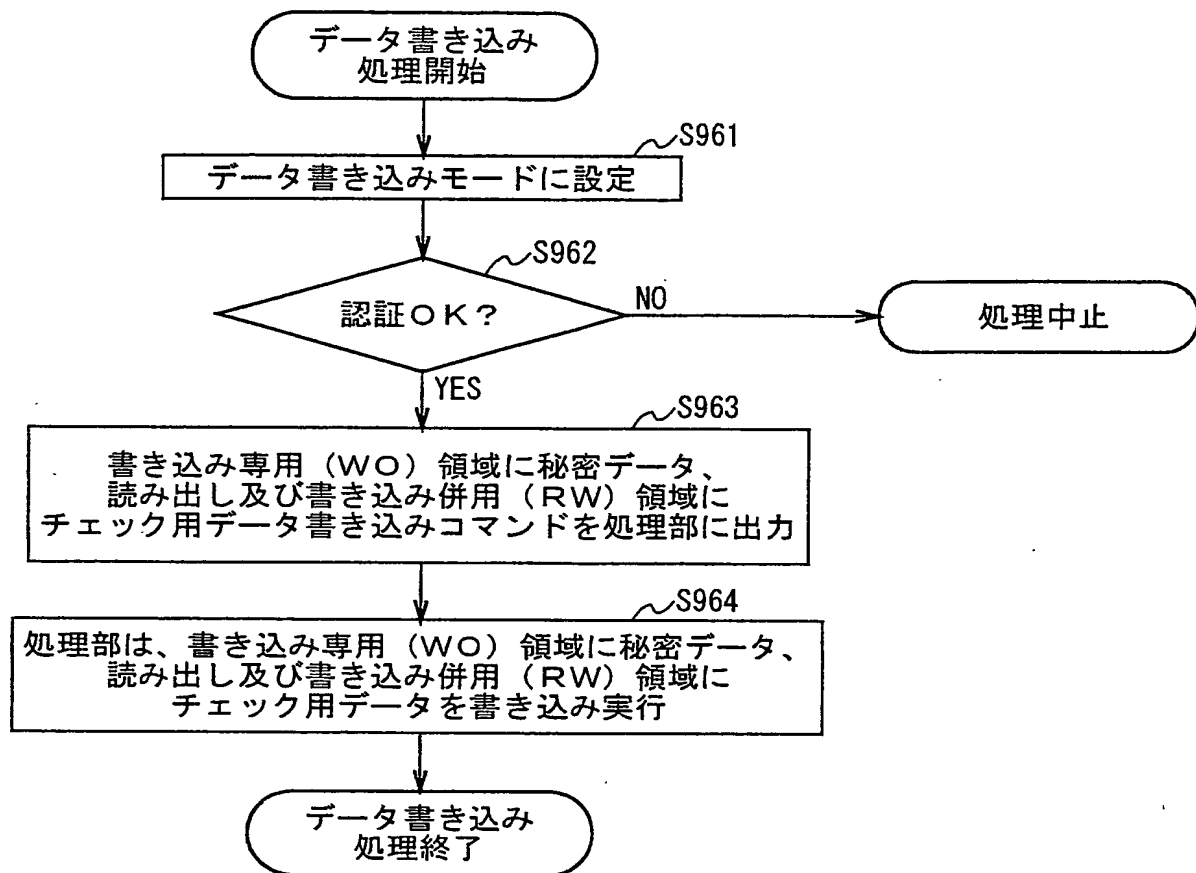 データ書き込み
処理開始
S961
データ書き込みモードに設定
S962
認証OK?
NO
処理中止
YES
S963
書き込み専用(WO)領域に秘密データ、
読み出し及び書き込み併用(RW)領域に
チェック用データ書き込みコマンドを処理部に出力
S964
処理部は、書き込み専用(WO)領域に秘密データ、
読み出し及び書き込み併用(RW)領域に
チェック用データを書き込み実行
データ書き込み
処理終了